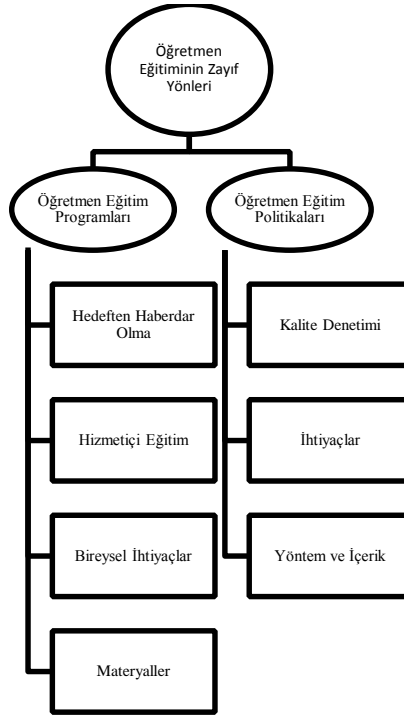 Öğretmen
Eğitiminin Zayıf
Yönleri
Öğretmen Eğitim
Programları
Öğretmen Eğitim
Politikaları
Hedeften Haberdar
Olma
Hizmetiçi Eğitim
Bireysel İhtiyaçlar
Materyaller
Kalite Denetimi
İhtiyaçlar
Yöntem ve İçerik